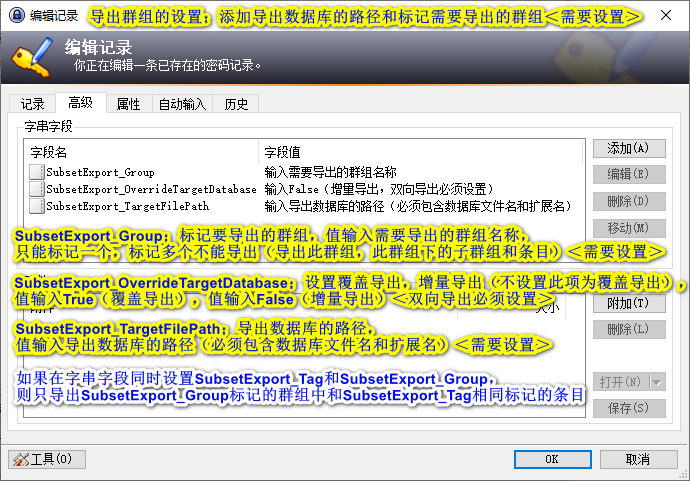 编辑记录 导出群组的设置；添加导出数据库的路径和标记需要导出的群组＜需要设置＞
编辑记录
你正在编辑一条已存在的密码记录。
记录 高级 属性 自动输入 历史
字串字段
字段名 字段值
SubsetExport_Group 输入需要导出的群组名称
SubsetExport_OverrideTargetDatabase 输入False（增量导出，双向导出必须设置）
SubsetExport_TargetFilePath 输入导出数据库的路径（必须包含数据库文件名和扩展名）
添加(A)
编辑(E)
删除(D)
移动(M)
SubsetExport_Group；标记要导出的群组，值输入需要导出的群组名称，
只能标记一个，标记多个不能导出（导出此群组，此群组下的子群组和条目）＜需要设置＞
SubsetExport_OverrideTargetDatabase；设置覆盖导出，增量导出（不设置此项为覆盖导出），
值输入True（覆盖导出），值输入False（增量导出）＜双向导出必须设置＞
附件 大小
附加(T)
删除(L)
SubsetExport_TargetFilePath；导出数据库的路径，
值输入导出数据库的路径（必须包含数据库文件名和扩展名）＜需要设置＞
如果在字串字段同时设置SubsetExport_Tag和SubsetExport_Group，
则只导出SubsetExport_Group标记的群组中和SubsetExport_Tag相同标记的条目
打开(N)
保存(S)
工具(O) OK 取消